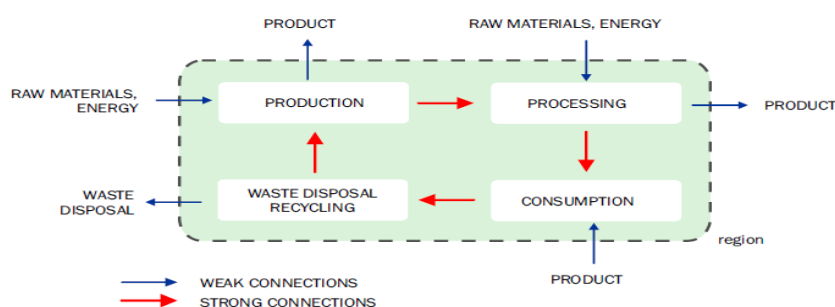 PRODUCT
RAW MATERIALS, ENERGY
RAW MATERIALS,
ENERGY
PRODUCTION
PROCESSING
PRODUCT
WASTE
DISPOSAL
WASTE DISPOSAL
RECYCLING
CONSUMPTION
region
PRODUCT
WEAK CONNECTIONS
STRONG CONNECTIONS